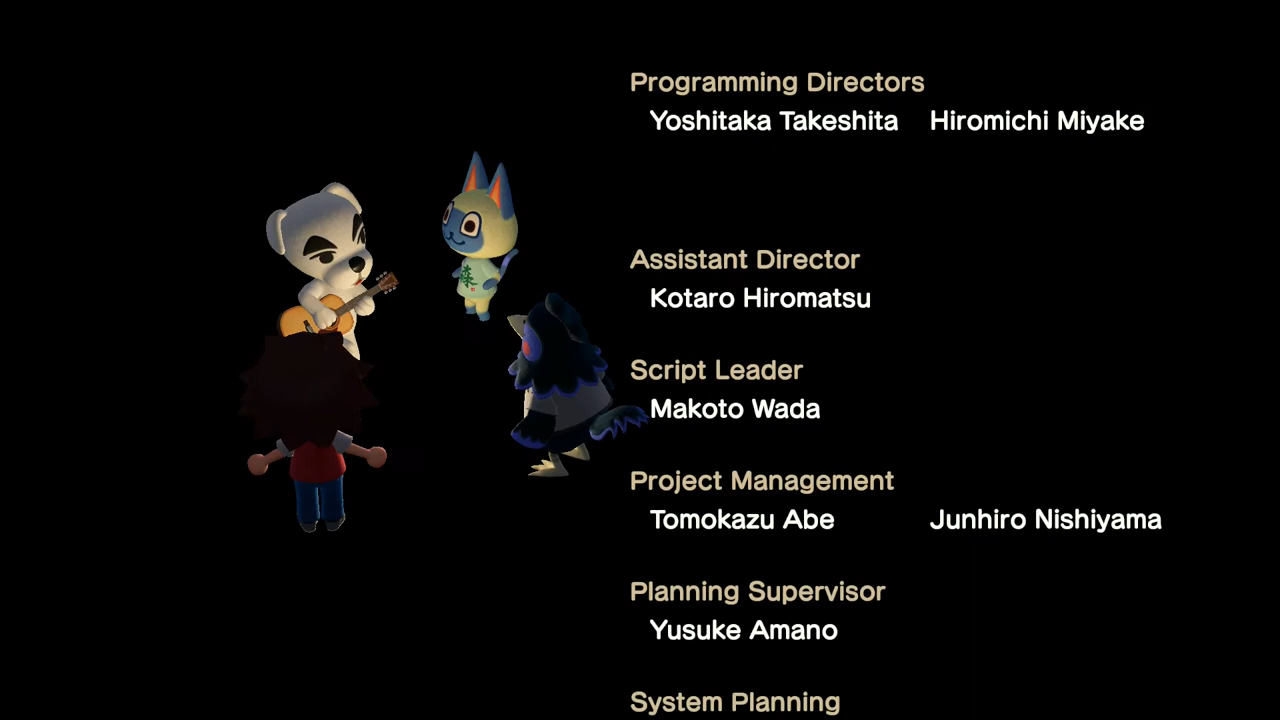 Programming Directors
Yoshitaka Takeshita Hiromichi Miyake
Assistant Director
Kotaro Hiromatsu
Script Leader
Makoto Wada
Project Management
Tomokazu Abe Junhiro Nishiyama
Planning Supervisor
Yusuke Amano
System Planning